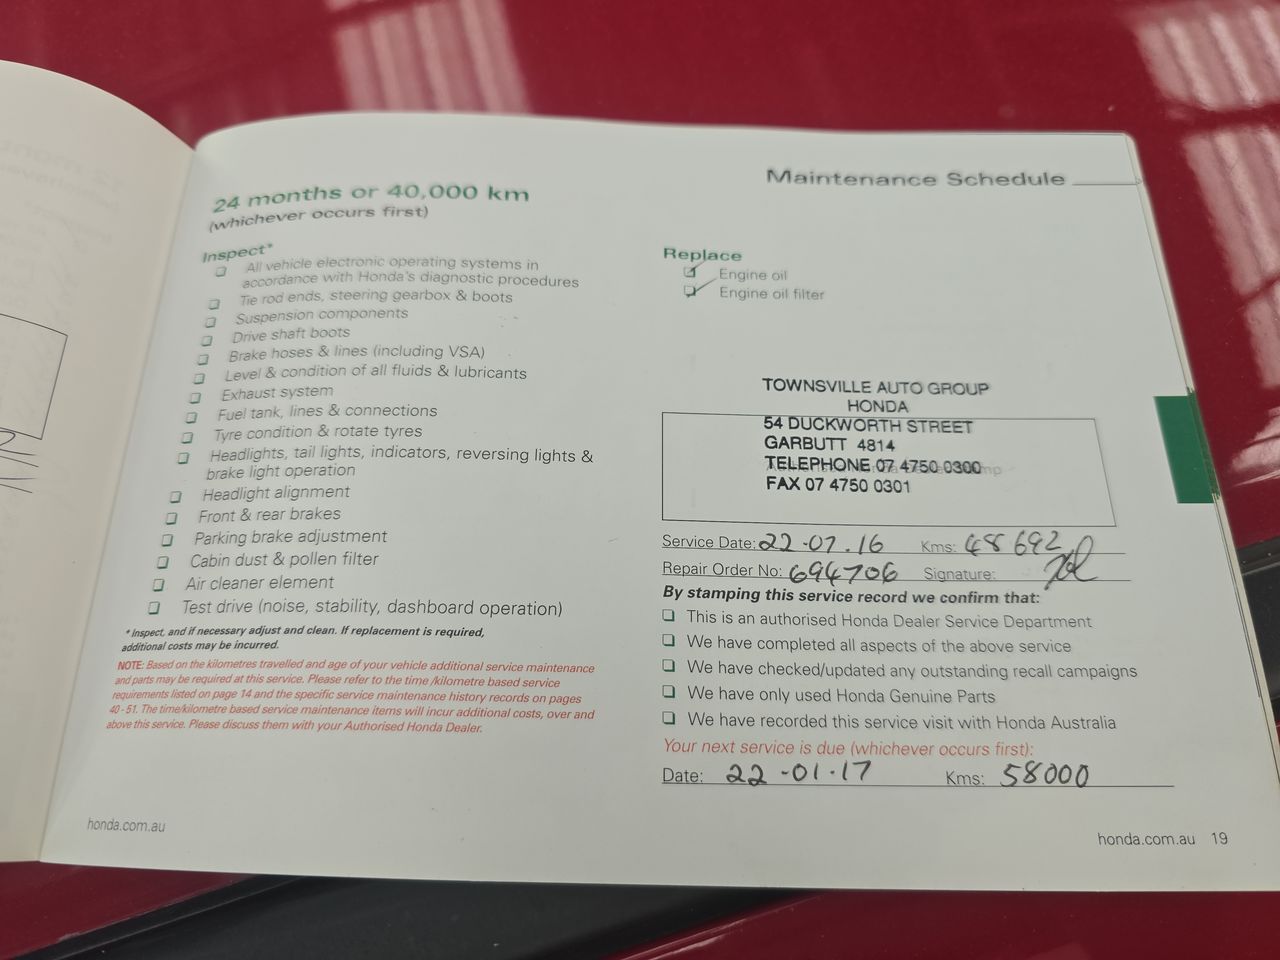 24 months or 40,000 km
(whichever occurs first)
Inspect*
All vehicle electronic operating systems in
accordance with Honda's diagnostic procedures
Tie rod ends, steering gearbox & boots
Suspension components
Drive shaft boots
Brake hoses & lines (including VSA)
Level & condition of all fluids & lubricants
Exhaust system
Fuel tank, lines & connections
Tyre condition & rotate tyres
Headlights, tail lights, indicators, reversing lights &
brake light operation
Headlight alignment
Front & rear brakes
Parking brake adjustment
Cabin dust & pollen filter
Air cleaner element
Test drive (noise, stability, dashboard operation)
* Inspect, and if necessary adjust and clean. If replacement is required,
additional costs may be incurred.
NOTE: Based on the kilometres travelled and age of your vehicle additional service maintenance
and parts may be required at this service. Please refer to the time /kilometre based service
requirements listed on page 14 and the specific service maintenance history records on pages
40 - 51. The time/kilometre based service maintenance items will incur additional costs, over and
above this service. Please discuss them with your Authorised Honda Dealer.
honda.com.au
Maintenance Schedule
Replace
Engine oil
Engine oil filter
TOWNSVILLE AUTO GROUP
HONDA
54 DUCKWORTH STREET
GARBUTT 4814
TELEPHONE 07 4750 0300
FAX 07 4750 0301
Service Date: 22-07.16 Kms: 48692
Repair Order No: 694706 Signature:
By stamping this service record we confirm that:
This is an authorised Honda Dealer Service Department
We have completed all aspects of the above service
We have checked/updated any outstanding recall campaigns
We have only used Honda Genuine Parts
We have recorded this service visit with Honda Australia
Your next service is due (whichever occurs first):
Date: 22-01.17 Kms: 58000
honda.com.au 19